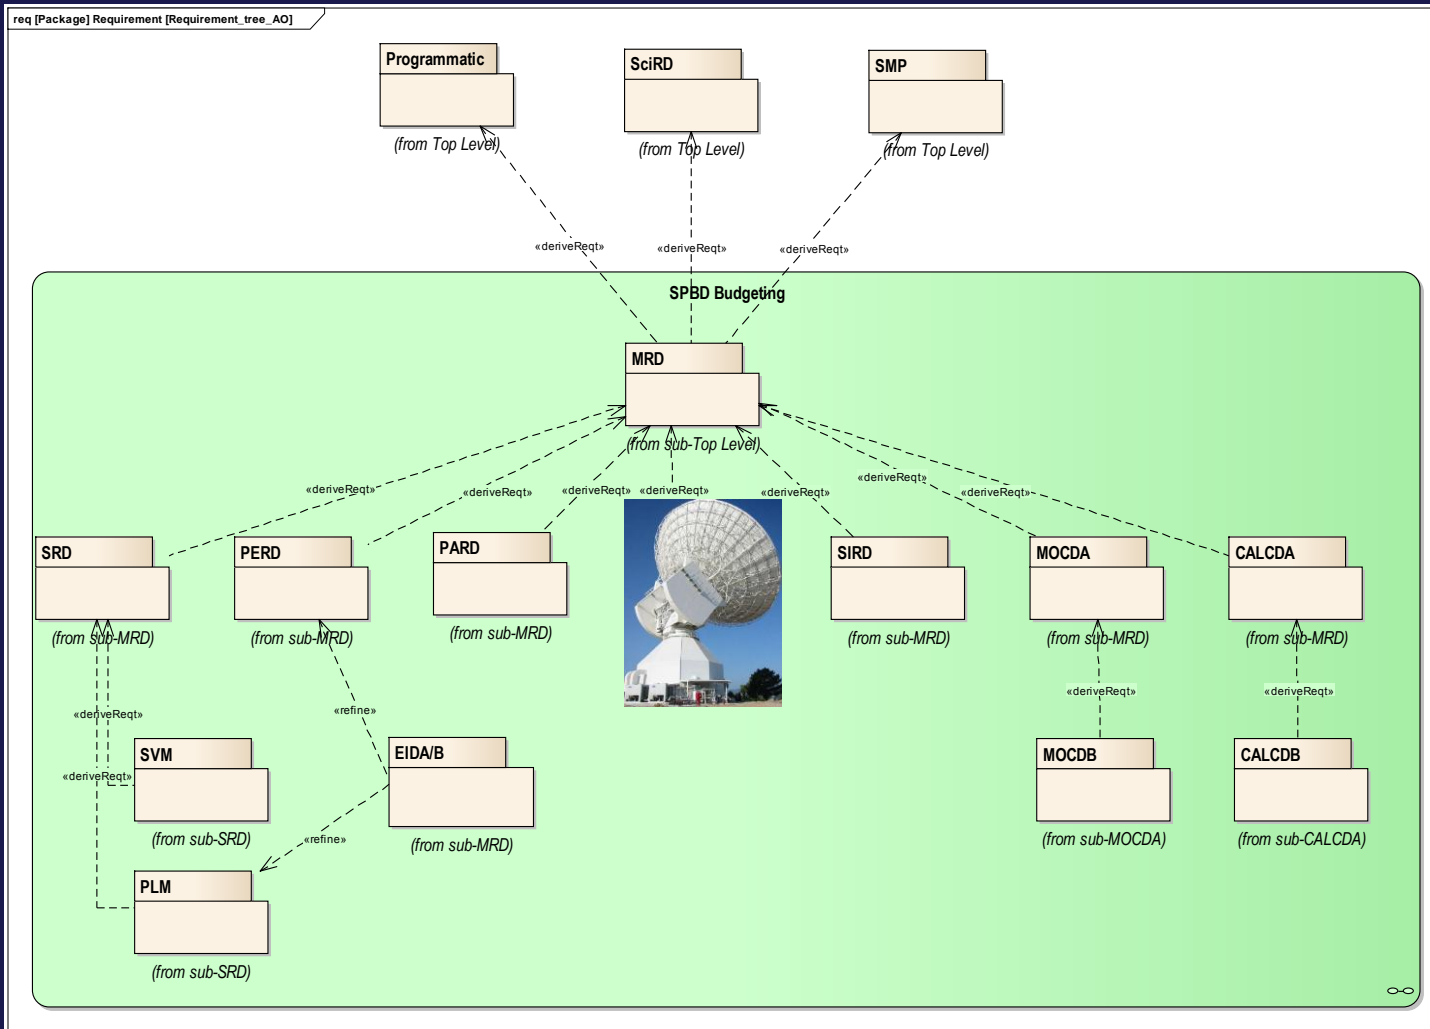 req [Package] Requirement [Requirement_tree_AO]
Programmatic
SciRD
SMP
(from Top Level)
(from Top Level)
(from Top Level)
«deriveReqt»
«deriveReqt»
«deriveReqt»
SPBD Budgeting
MRD
(from sub-Top Level)
«deriveReqt»
«deriveReqt»
«deriveReqt»
«deriveReqt»
«deriveReqt»
«deriveReqt»
«deriveReqt»
SRD
PERD
PARD
SIRD
MOCDA
CALCDA
(from sub-MRD)
(from sub-MRD)
(from sub-MRD)
(from sub-MRD)
(from sub-MRD)
(from sub-MRD)
«deriveReqt»
«refine»
«deriveReqt»
«deriveReqt»
«deriveReqt»
SVM
EIDA/B
MOCDB
CALCDB
(from sub-SRD)
«refine»
(from sub-MRD)
(from sub-MOCDA)
(from sub-CALCDA)
PLM
(from sub-SRD)